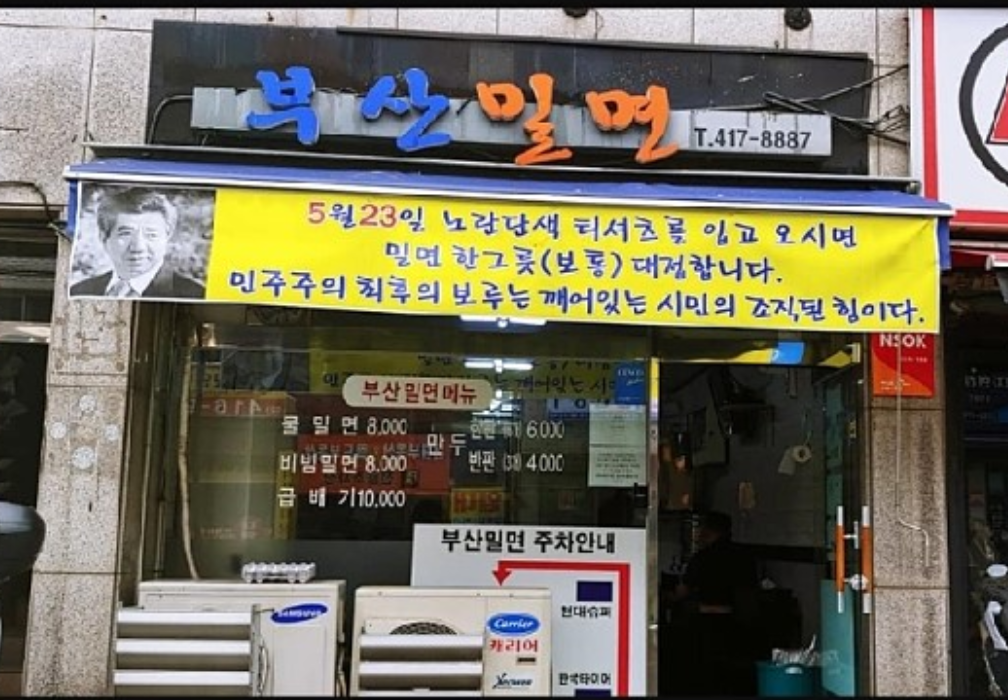 부산밀면
T.417-8887
5월23일 노란단색 티셔츠를 입고 오시면
밀면 한그릇(보통) 대접합니다.
민주주의 최후의 보루는 깨어있는 시민의 조직된 힘이다.
NSOK
부산밀면메뉴
물 밀 면 8,000
비빔밀면 8,000
곱 배 기 10,000
만두
한판 6,000
반판 4,000
부산밀면 주차안내
현대슈퍼
한국타이어
SAMSUNG
Carrier
캐리어